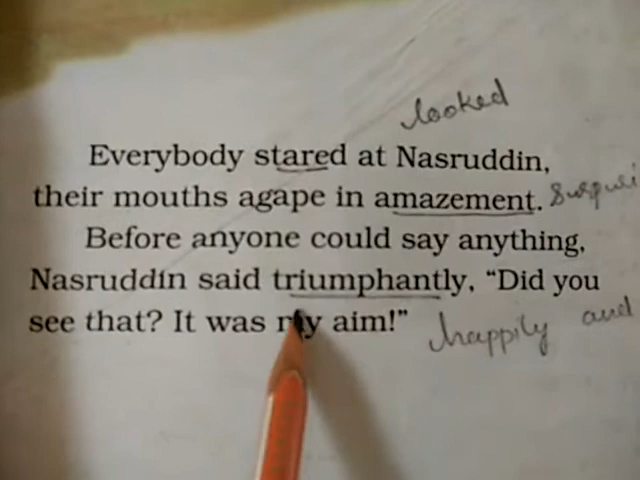 looked
Everybody stared at Nasruddin,
their mouths agape in amazement.
Before anyone could say anything,
Nasruddin said triumphantly, “Did you
see that? It was my aim!”
happily and